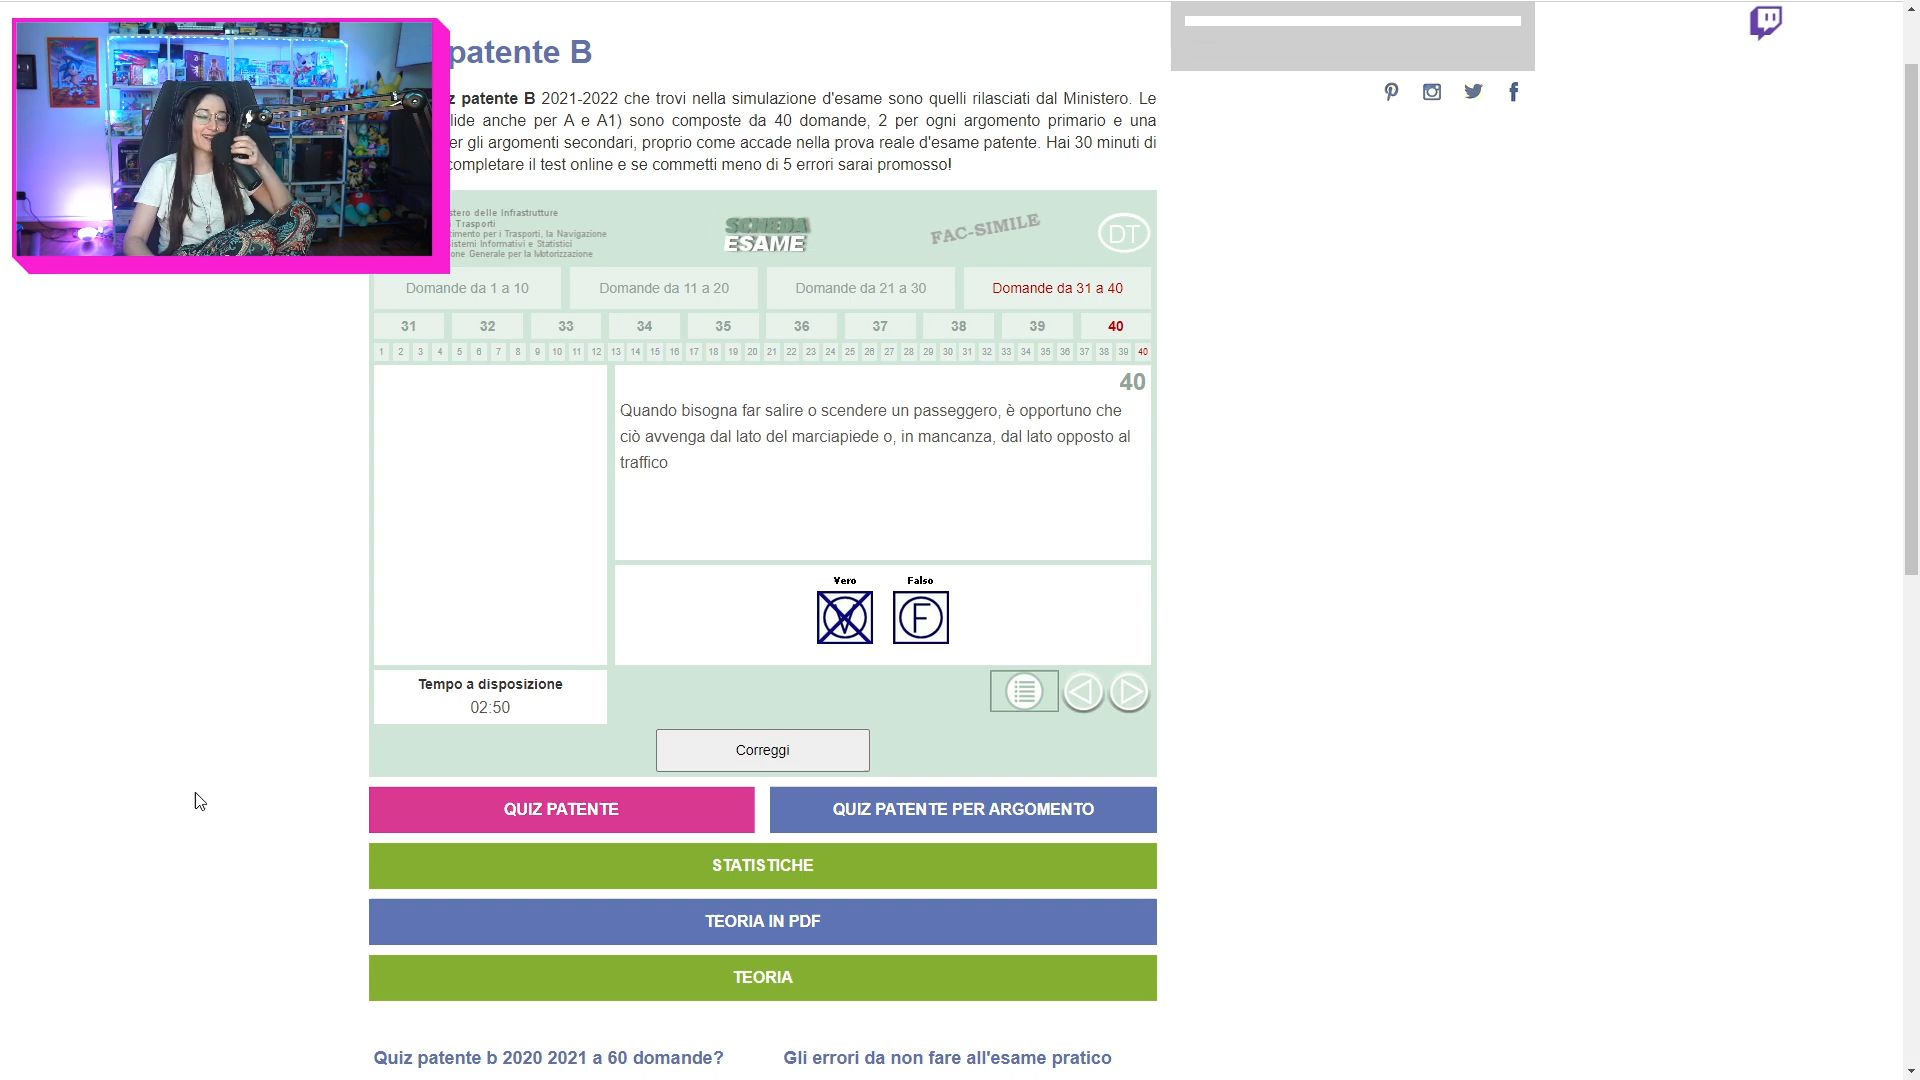 patente B
z patente B 2021-2022 che trovi nella simulazione d'esame sono quelli rilasciati dal Ministero. Le
lide anche per A e A1) sono composte da 40 domande, 2 per ogni argomento primario e una
er gli argomenti secondari, proprio come accade nella prova reale d'esame patente. Hai 30 minuti di
completare il test online e se commetti meno di 5 errori sarai promosso!
stero delle Infrastrutture
Trasporti
imento per i Trasporti, la Navigazione
istemi Informativi e Statistici
one Generale per la Motorizzazione
SCHEDA
ESAME
FAC-SIMILE
DT
Domande da 1 a 10 Domande da 11 a 20 Domande da 21 a 30 Domande da 31 a 40
31 32 33 34 35 36 37 38 39 40
1 2 3 4 5 6 7 8 9 10 11 12 13 14 15 16 17 18 19 20 21 22 23 24 25 26 27 28 29 30 31 32 33 34 35 36 37 38 39 40
40
Quando bisogna far salire o scendere un passeggero, è opportuno che
ciò avvenga dal lato del marciapiede o, in mancanza, dal lato opposto al
traffico
Vero Falso
V F
Tempo a disposizione
02:50
Correggi
QUIZ PATENTE QUIZ PATENTE PER ARGOMENTO
STATISTICHE
TEORIA IN PDF
TEORIA
Quiz patente b 2020 2021 a 60 domande? Gli errori da non fare all'esame pratico